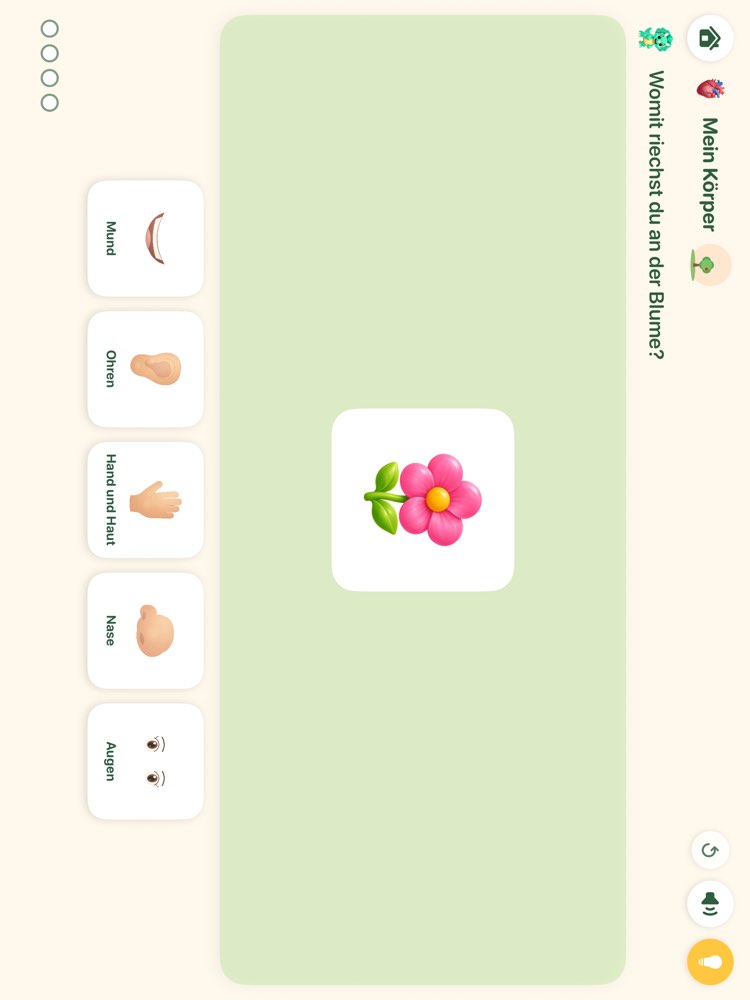 Mein Körper
Womit riechst du an der Blume?
Mund
Ohren
Hand und Haut
Nase
Augen